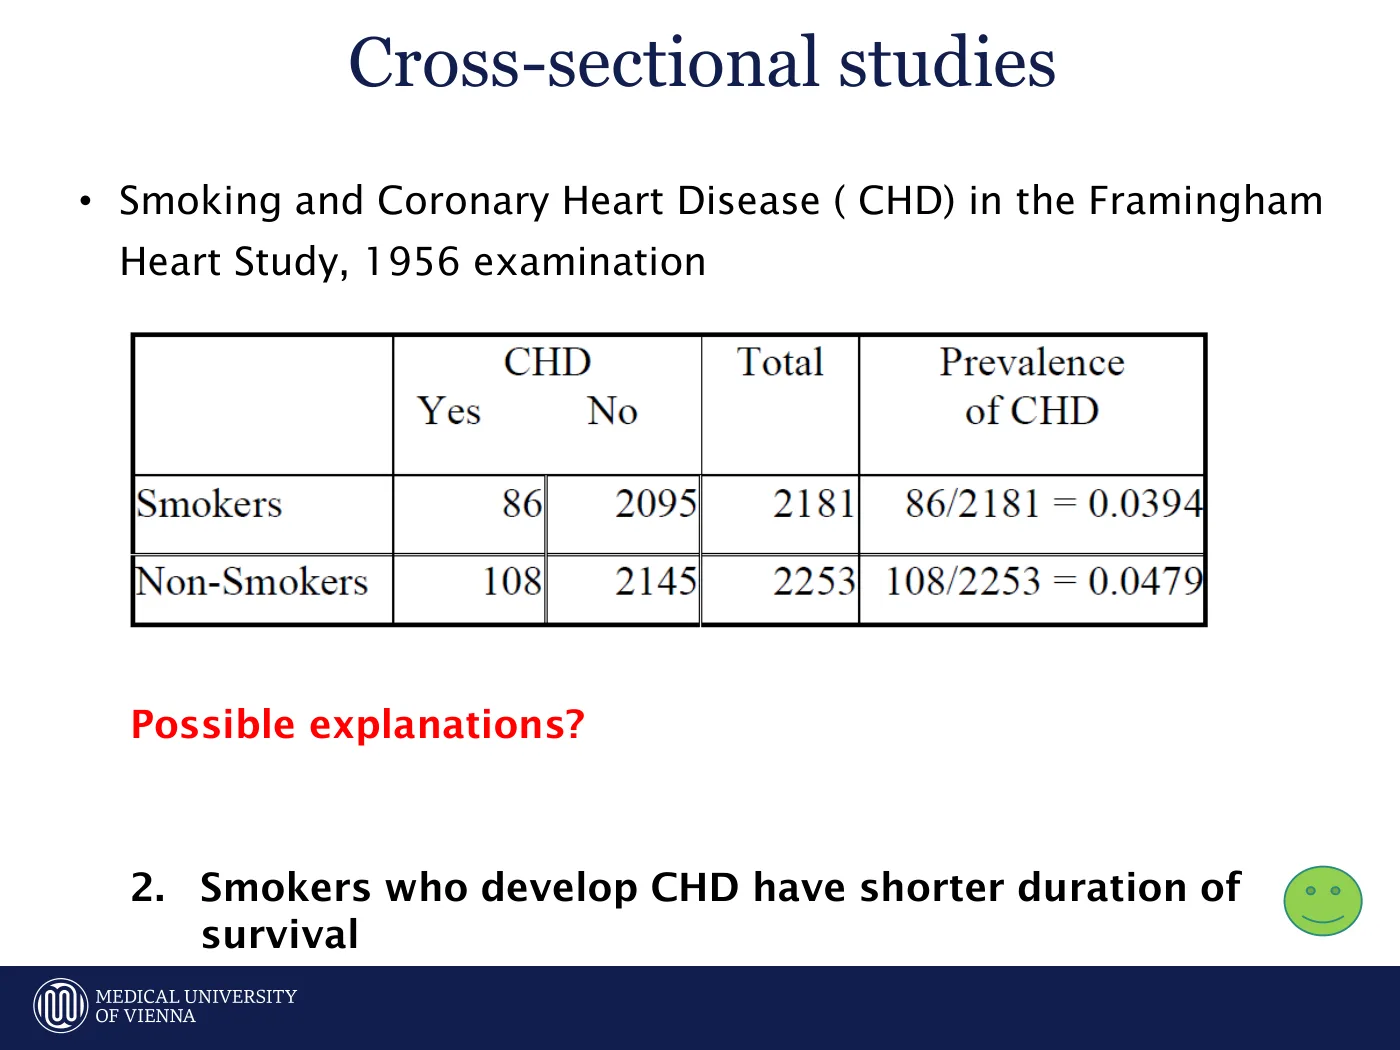 Cross-sectional studies
• Smoking and Coronary Heart Disease ( CHD) in the Framingham
Heart Study, 1956 examination
CHD Total Prevalence
Yes No of CHD
Smokers 86 2095 2181 86/2181 = 0.0394
Non-Smokers 108 2145 2253 108/2253 = 0.0479
Possible explanations?
2. Smokers who develop CHD have shorter duration of
survival
MEDICAL UNIVERSITY
OF VIENNA